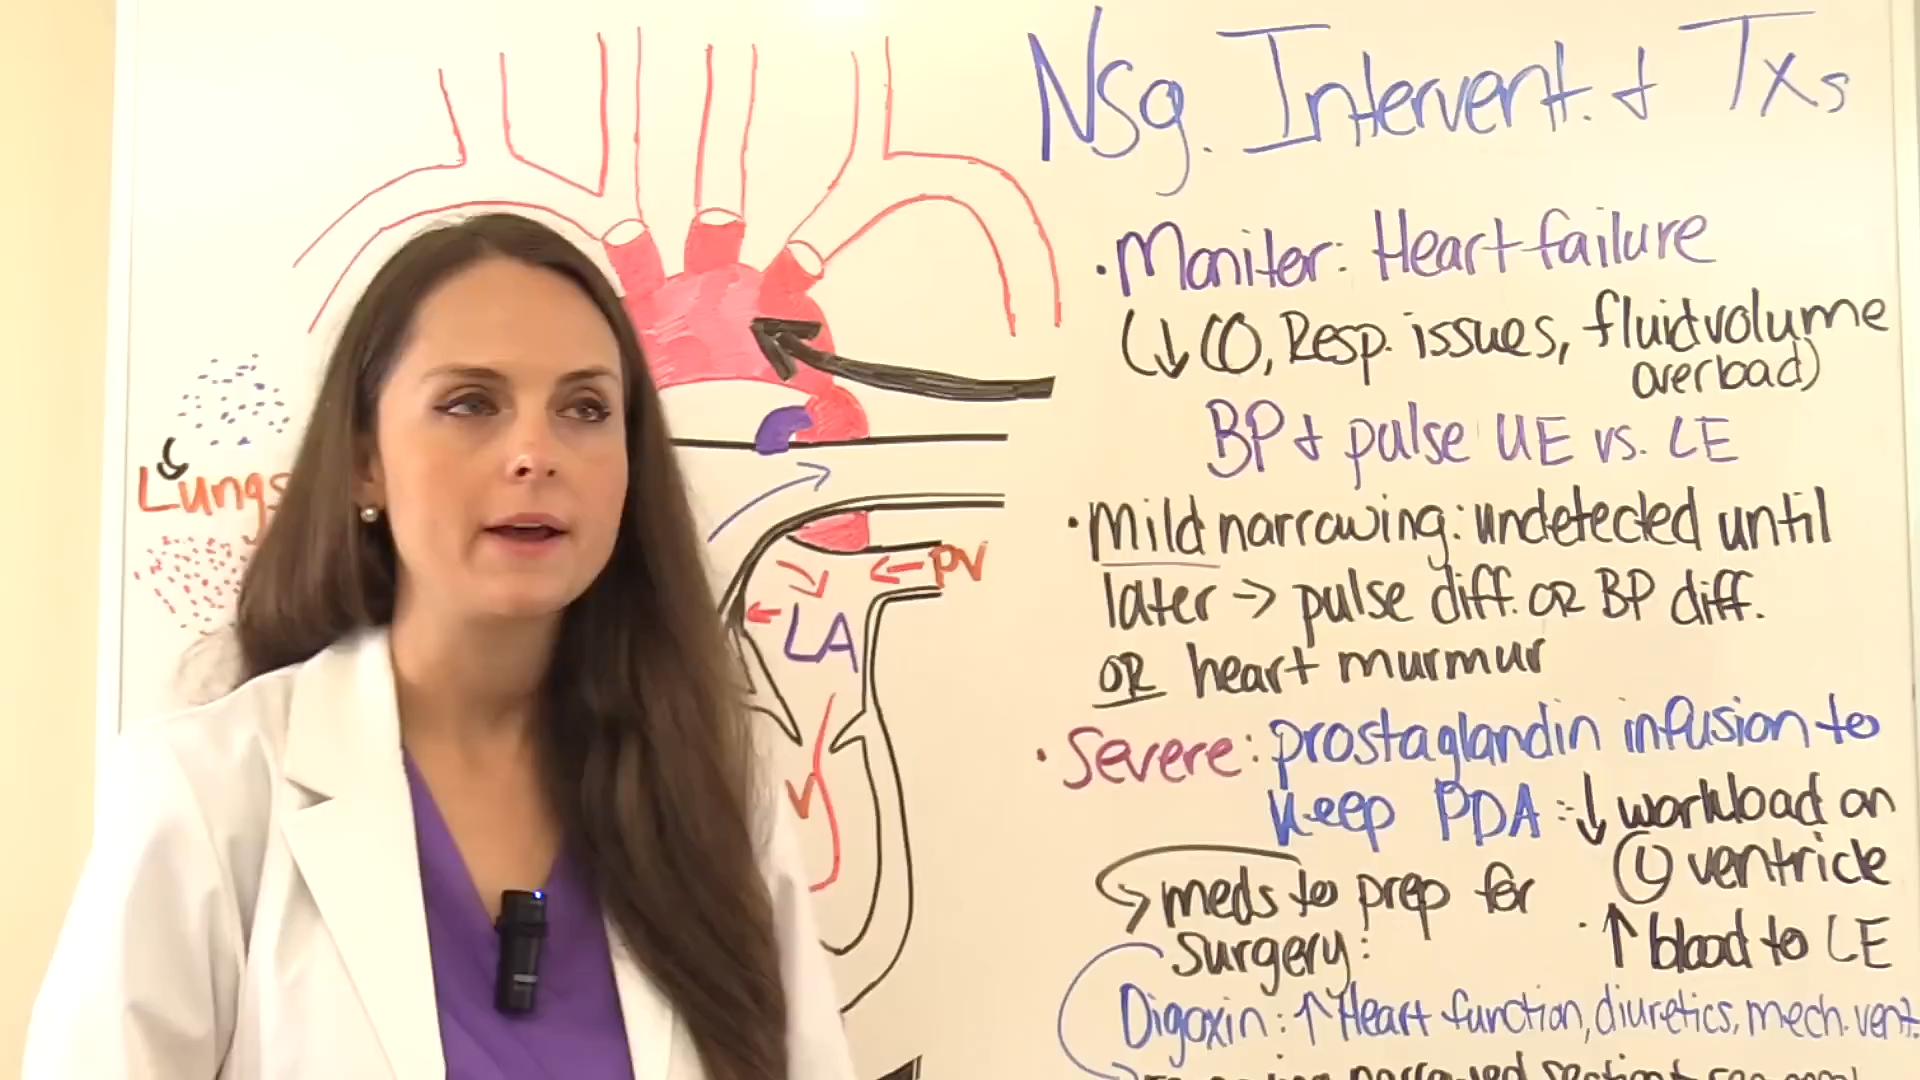 Nsg. Intervent. + Txs
• Monitor: Heart failure
(↓ CO, Resp. issues, fluid volume
overload)
BP + pulse UE vs. LE
• Mild narrowing: undetected until
later → pulse diff. OR BP diff.
OR heart murmur
• Severe: prostaglandin infusion to
keep PDA : ↓ workload on
L ventricle
meds to prep for
surgery:
• ↑ blood to LE
Digoxin: ↑ Heart function, diuretics, mech. vent.
Lungs
PV
LA
V